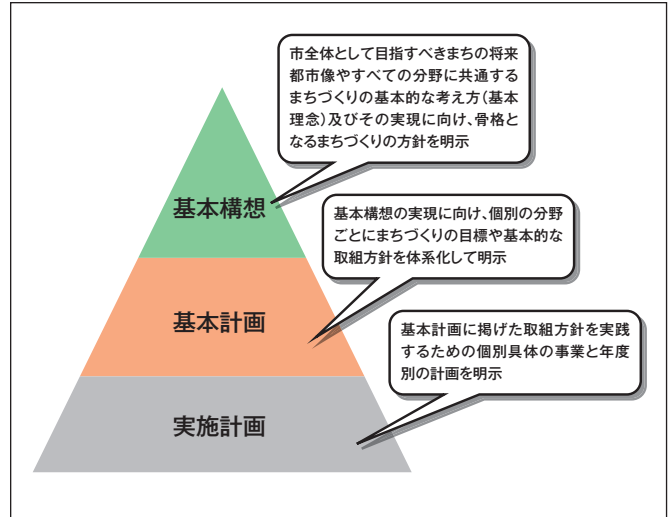 市全体として目指すべきまちの将来
都市像やすべての分野に共通する
まちづくりの基本的な考え方(基本
理念)及びその実現に向け、骨格と
なるまちづくりの方針を明示
基本構想
基本構想の実現に向け、個別の分野
ごとにまちづくりの目標や基本的な
取組方針を体系化して明示
基本計画
基本計画に掲げた取組方針を実践
するための個別具体の事業と年度
別の計画を明示
実施計画